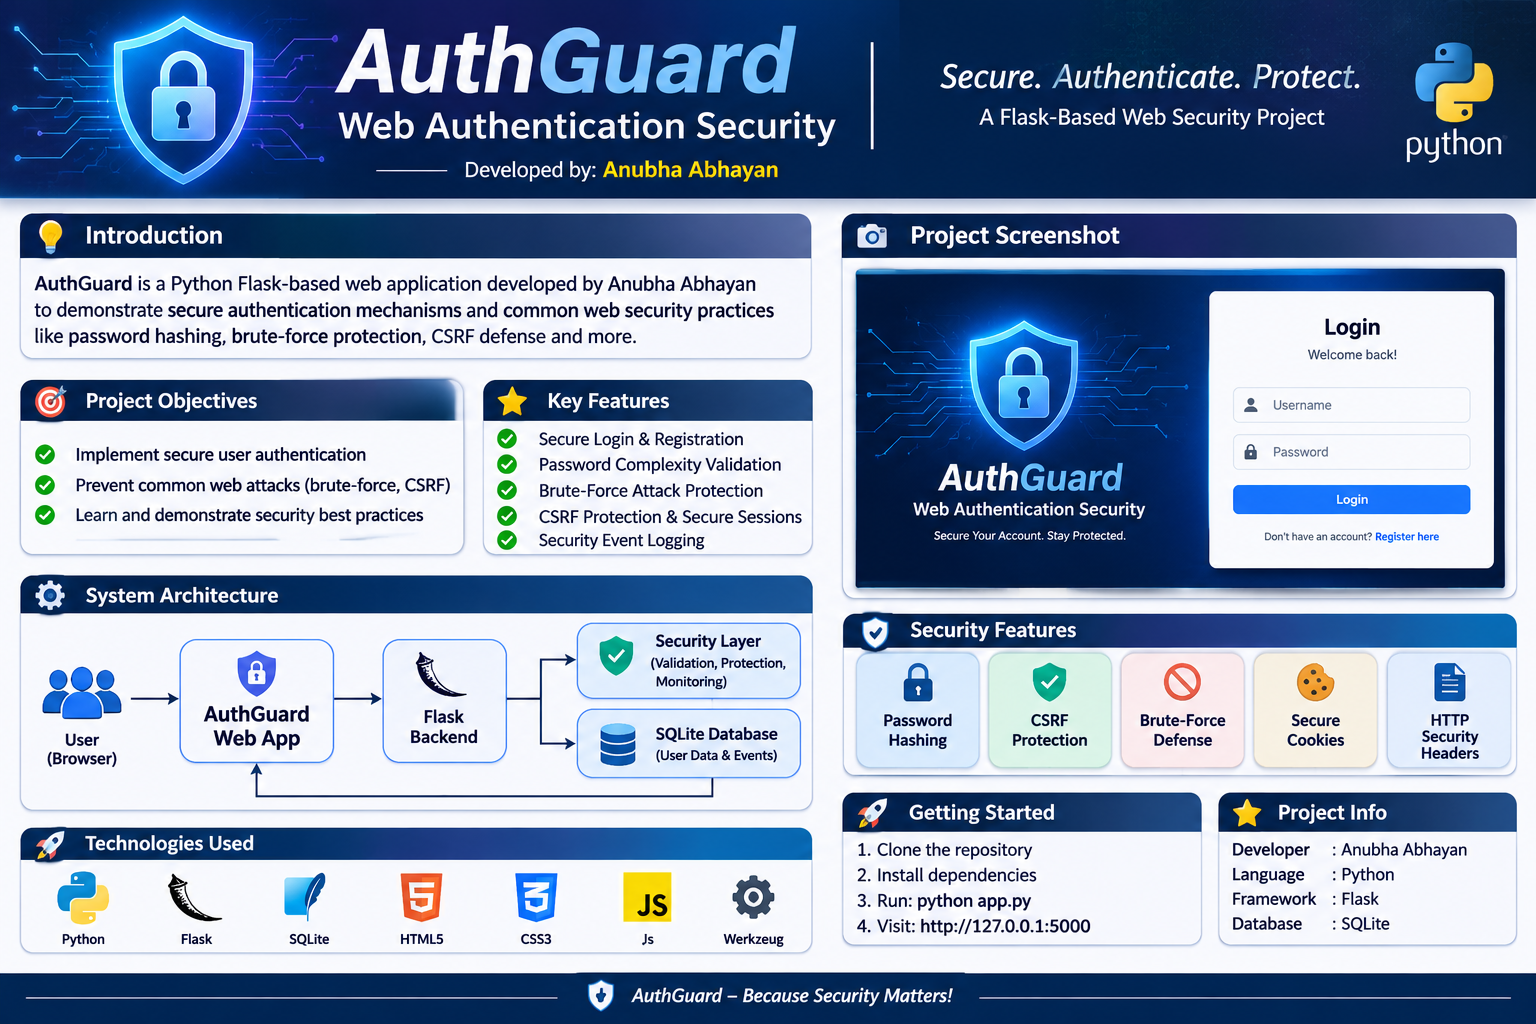 AuthGuard
Web Authentication Security
Developed by: Anubha Abhayan
Secure. Authenticate. Protect.
A Flask-Based Web Security Project
python
Introduction
AuthGuard is a Python Flask-based web application developed by Anubha Abhayan
to demonstrate secure authentication mechanisms and common web security practices
like password hashing, brute-force protection, CSRF defense and more.
Project Objectives
Implement secure user authentication
Prevent common web attacks (brute-force, CSRF)
Learn and demonstrate security best practices
Key Features
Secure Login & Registration
Password Complexity Validation
Brute-Force Attack Protection
CSRF Protection & Secure Sessions
Security Event Logging
System Architecture
User
(Browser)
AuthGuard
Web App
Flask
Backend
Security Layer
(Validation, Protection,
Monitoring)
SQLite Database
(User Data & Events)
Technologies Used
Python
Flask
SQLite
5
HTML5
3
CSS3
JS
Js
Werkzeug
Project Screenshot
AuthGuard
Web Authentication Security
Secure Your Account. Stay Protected.
Login
Welcome back!
Username
Password
Login
Don't have an account? Register here
Security Features
Password
Hashing
CSRF
Protection
Brute-Force
Defense
Secure
Cookies
HTTP
Security
Headers
Getting Started
1. Clone the repository
2. Install dependencies
3. Run: python app.py
4. Visit: http://127.0.0.1:5000
Project Info
Developer : Anubha Abhayan
Language : Python
Framework : Flask
Database : SQLite
AuthGuard – Because Security Matters!